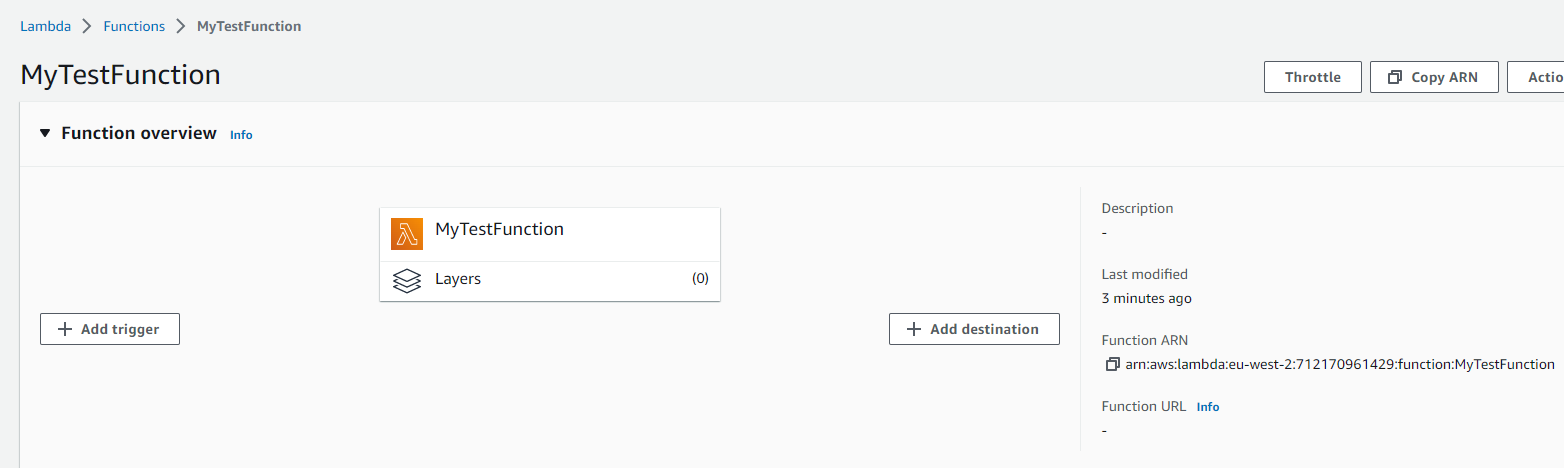 Lambda > Functions > MyTestFunction
MyTestFunction
Throttle
Copy ARN
Actio
Function overview Info
MyTestFunction
Layers (0)
Add trigger
Add destination
Description
-
Last modified
3 minutes ago
Function ARN
arn:aws:lambda:eu-west-2:712170961429:function:MyTestFunction
Function URL Info
-